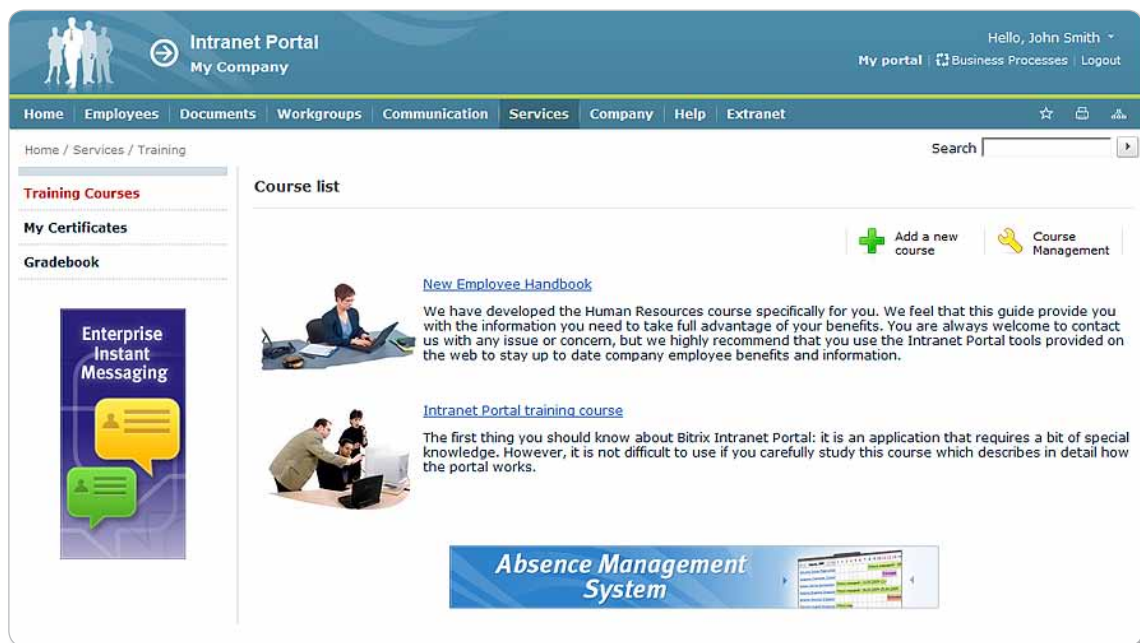 Intranet Portal
My Company
Hello, John Smith
My portal | Business Processes | Logout
Home Employees Documents Workgroups Communication Services Company Help Extranet
Home / Services / Training
Search
Training Courses
My Certificates
Gradebook
Enterprise
Instant
Messaging
Course list
Add a new
course
Course
Management
New Employee Handbook
We have developed the Human Resources course specifically for you. We feel that this guide provide you
with the information you need to take full advantage of your benefits. You are always welcome to contact
us with any issue or concern, but we highly recommend that you use the Intranet Portal tools provided on
the web to stay up to date company employee benefits and information.
Intranet Portal training course
The first thing you should know about Bitrix Intranet Portal: it is an application that requires a bit of special
knowledge. However, it is not difficult to use if you carefully study this course which describes in detail how
the portal works.
Absence Management
System